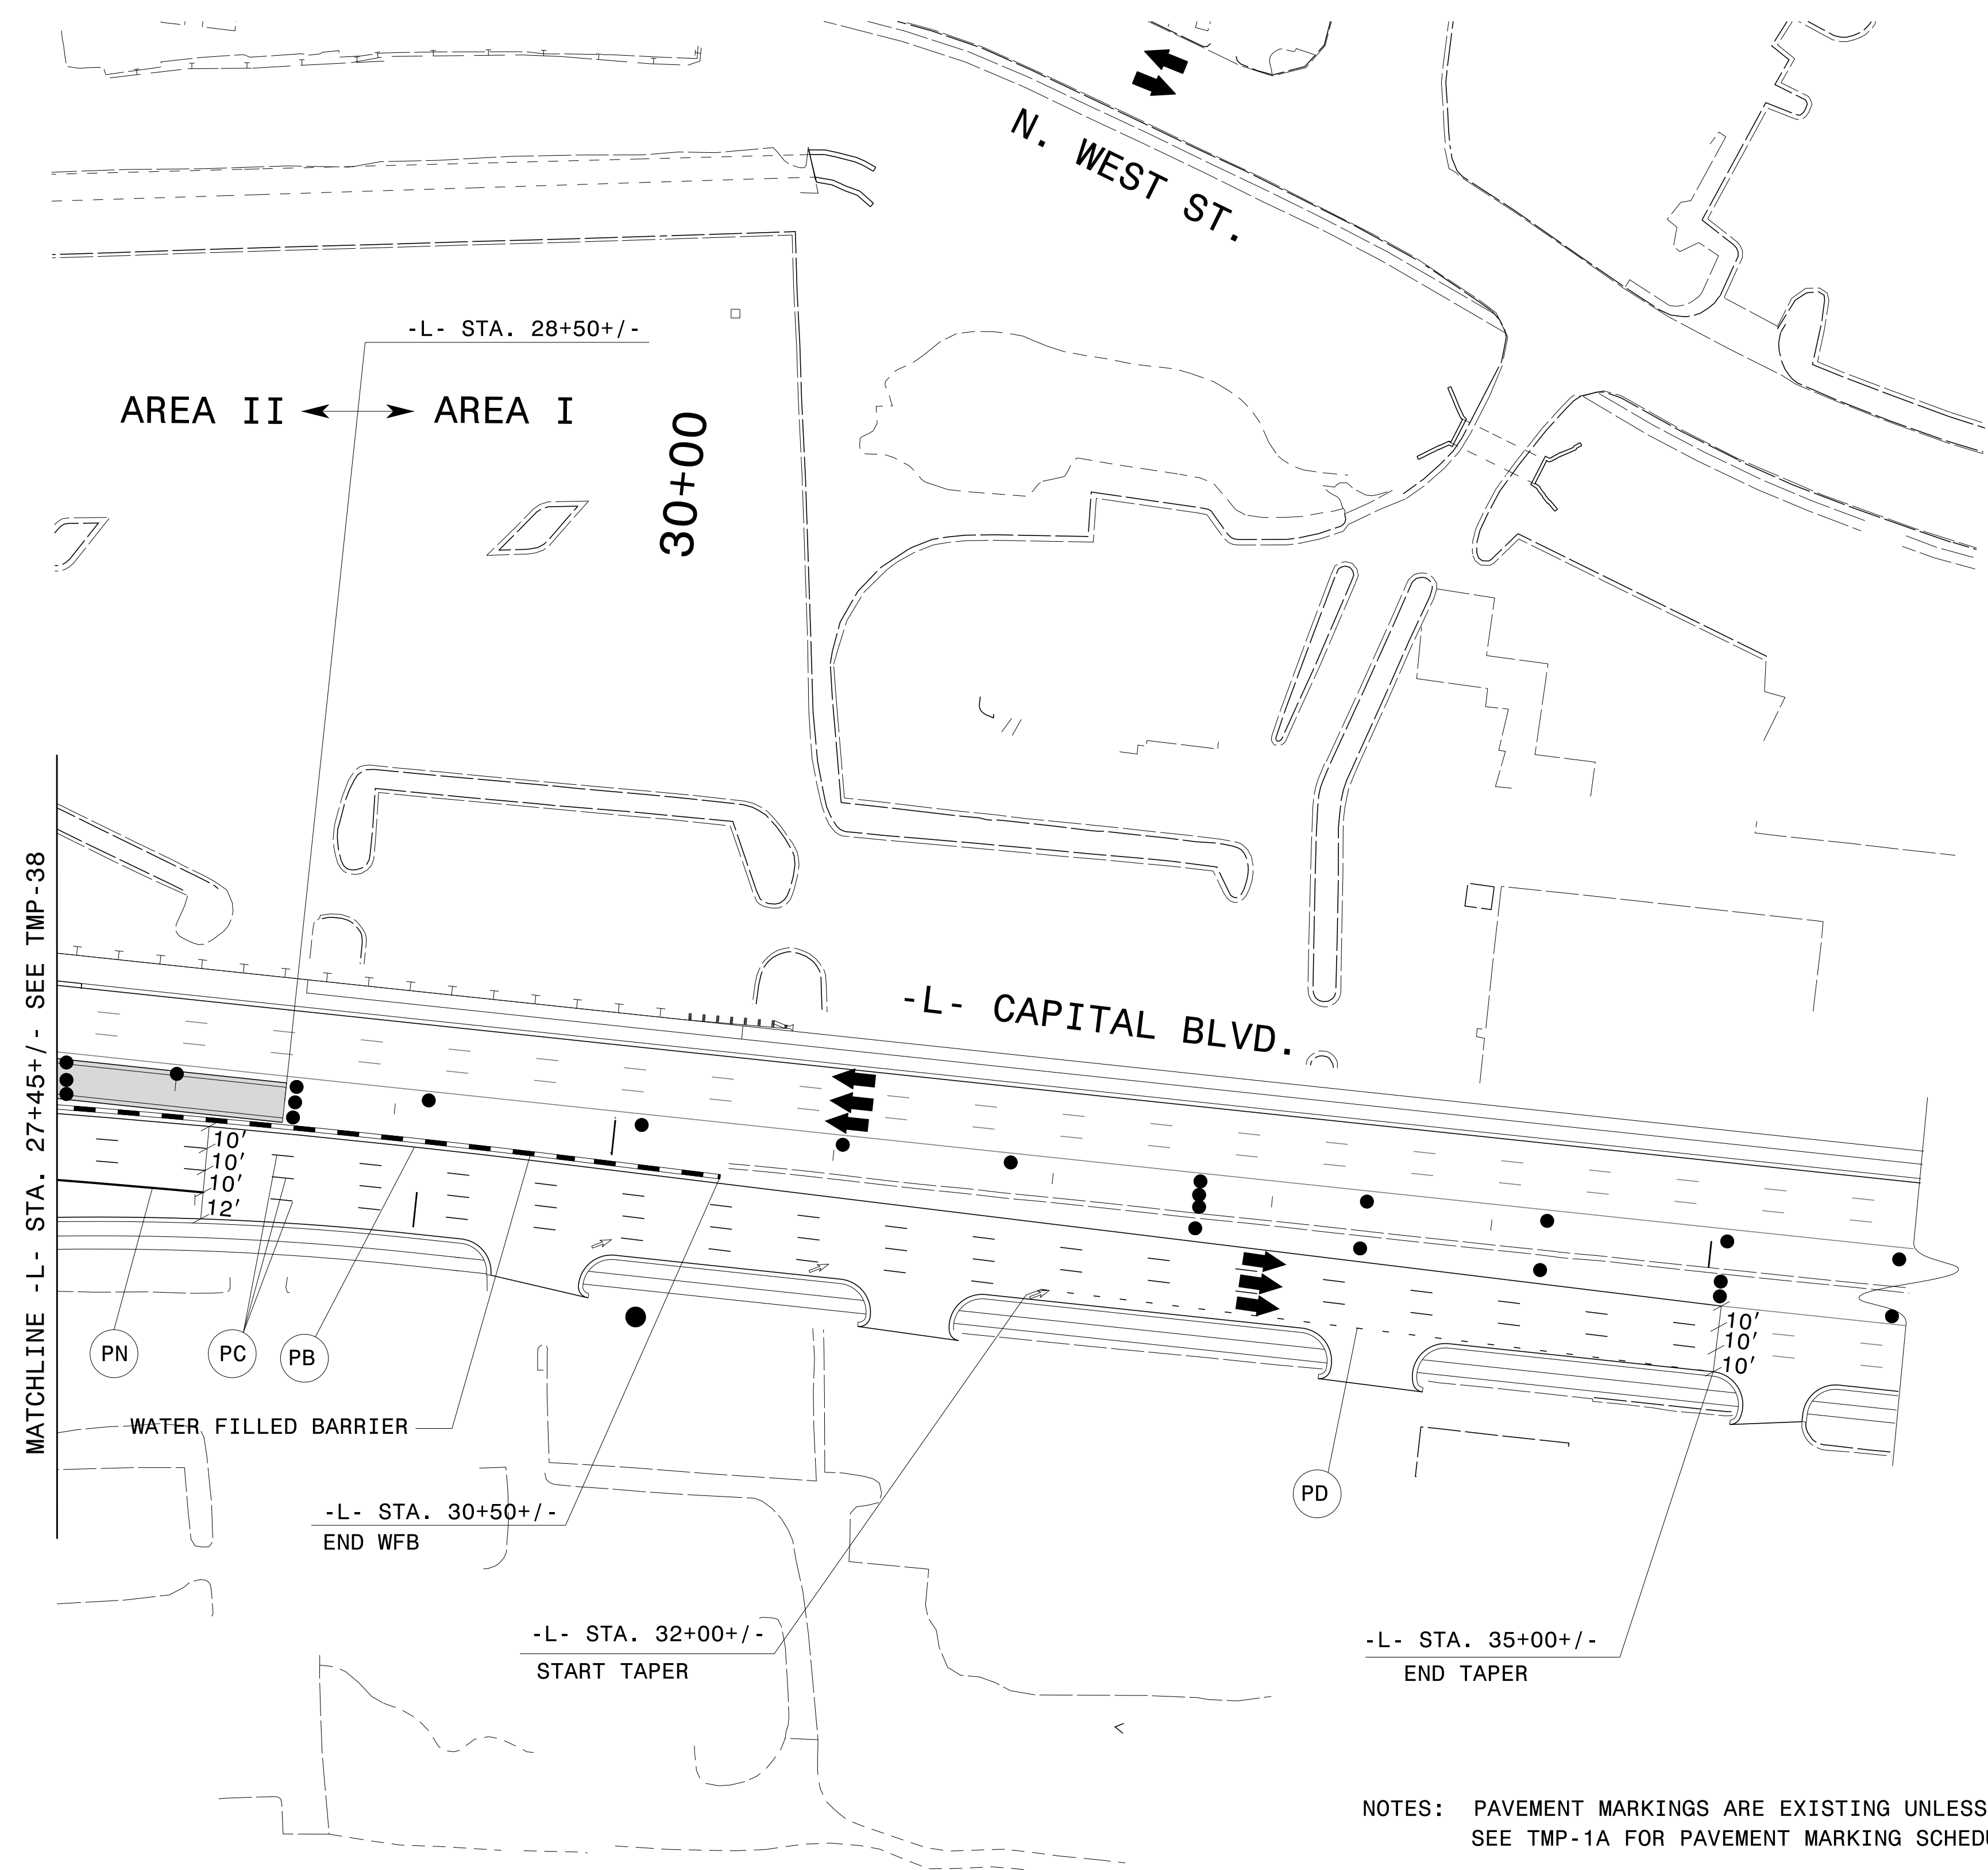 N. WEST ST.
-L- STA. 28+50+/-
AREA II
AREA I
30+00
MATCHLINE -L- STA. 27+45+/- SEE TMP-38
-L- CAPITAL BLVD.
10'
10'
10'
12'
10'
10'
10'
PN
PC
PB
WATER FILLED BARRIER
PD
-L- STA. 30+50+/-
END WFB
-L- STA. 32+00+/-
START TAPER
-L- STA. 35+00+/-
END TAPER
NOTES: PAVEMENT MARKINGS ARE EXISTING UNLESS
SEE TMP-1A FOR PAVEMENT MARKING